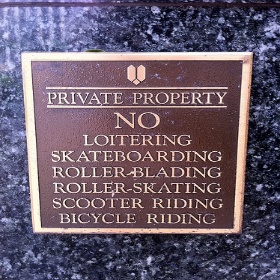 PRIVATE PROPERTY
NO
LOITERING
SKATEBOARDING
ROLLER-BLADING
ROLLER-SKATING
SCOOTER RIDING
BICYCLE RIDING